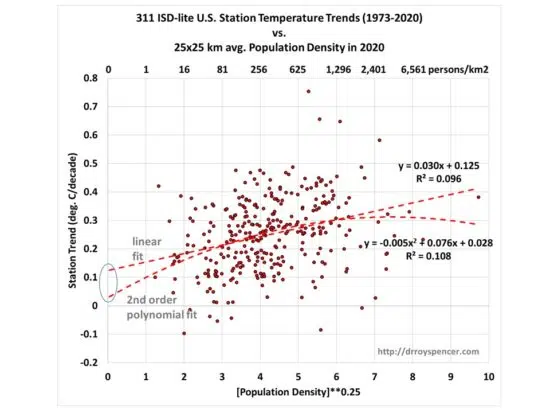 311 ISD-lite U.S. Station Temperature Trends (1973-2020)
vs.
25x25 km avg. Population Density in 2020
0 1 16 81 256 625 1,296 2,401 6,561 persons/km2
0.8
0.7
0.6
0.5
0.4
0.3
0.2
0.1
0
-0.1
-0.2
Station Trend (deg. C/decade)
y = 0.030x + 0.125
R² = 0.096
linear
fit
y = -0.005x² + 0.076x + 0.028
R² = 0.108
2nd order
polynomial fit
http://drroyspencer.com
0 1 2 3 4 5 6 7 8 9 10
[Population Density]**0.25